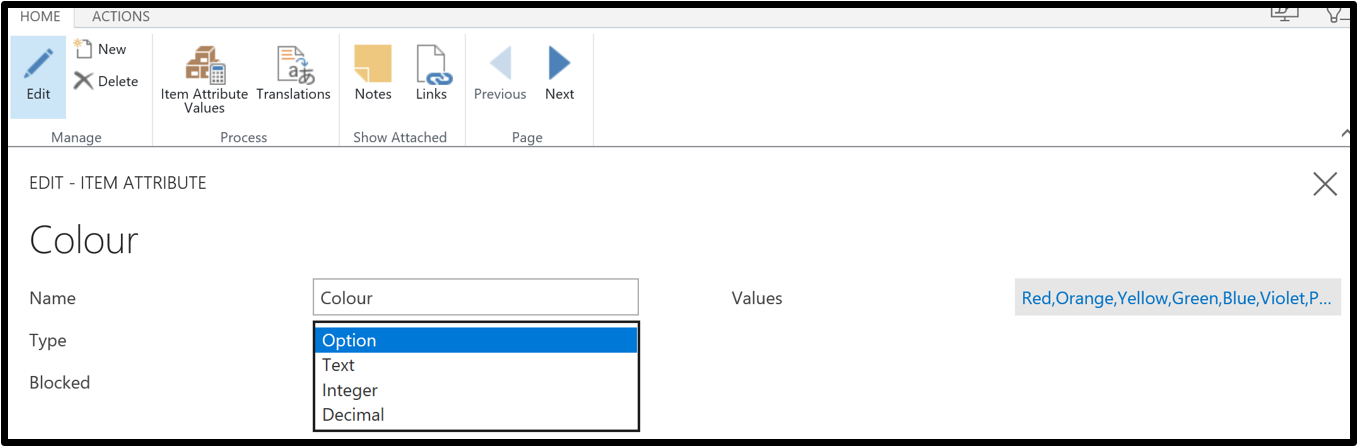 HOME ACTIONS
Edit
New
Delete
Manage
Item Attribute
Values
Translations
Process
Notes
Links
Show Attached
Previous
Next
Page
EDIT - ITEM ATTRIBUTE
Colour
Name
Colour
Values
Red,Orange,Yellow,Green,Blue,Violet,P...
Type
Option
Text
Integer
Decimal
Blocked